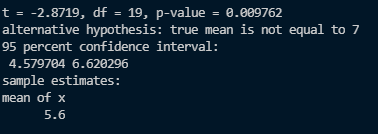 t = -2.8719, df = 19, p-value = 0.009762
alternative hypothesis: true mean is not equal to 7
95 percent confidence interval:
4.579704 6.620296
sample estimates:
mean of x
5.6